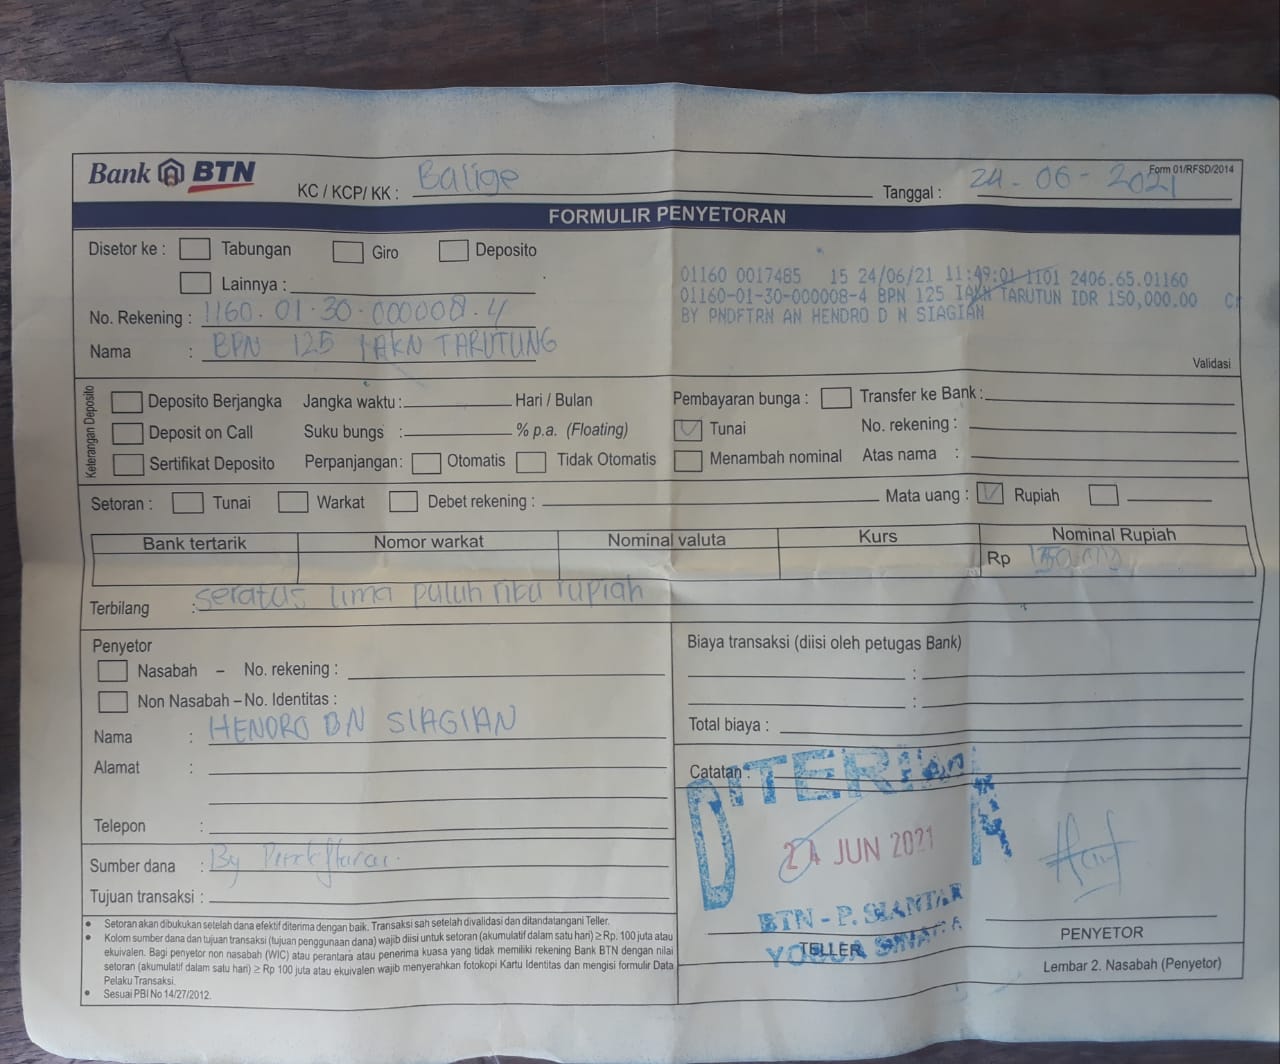 Bank BTN
KC / KCP/ KK : Balige
Tanggal : 24 - 06 - 2021
Form 01/RFSD/2014
FORMULIR PENYETORAN
Disetor ke : Tabungan Giro Deposito
Lainnya :
No. Rekening : 1160.01.30.000008.4
Nama : BPN 125 IAKN TARUTUNG
01160 0017485 15 24/06/21 11:49:01 1101 2406.65.01160
01160-01-30-000008-4 BPN 125 IAKN TARUTUN IDR 150,000.00 Cr
BY PNDFTRN AN HENDRO D N SIAGIAN
Validasi
Keterangan Deposito
Deposito Berjangka Jangka waktu : Hari / Bulan
Deposit on Call Suku bungs : % p.a. (Floating)
Sertifikat Deposito Perpanjangan : Otomatis Tidak Otomatis
Pembayaran bunga : Transfer ke Bank :
Tunai No. rekening :
Menambah nominal Atas nama :
Setoran : Tunai Warkat Debet rekening : Mata uang : Rupiah
Bank tertarik Nomor warkat Nominal valuta Kurs Nominal Rupiah
Rp 150.000
Terbilang : seratus lima puluh ribu rupiah
Penyetor
Nasabah – No. rekening :
Non Nasabah – No. Identitas :
Nama : HENDRO DN SIAGIAN
Alamat :
Telepon :
Sumber dana : By
Tujuan transaksi :
Biaya transaksi (diisi oleh petugas Bank)
:
:
Total biaya :
Catatan :
DITERIMA
24 JUN 2021
BTN - P. SIANTAR
TELLER
PENYETOR
Lembar 2. Nasabah (Penyetor)
• Setoran akan dibukukan setelah dana efektif diterima dengan baik. Transaksi sah setelah divalidasi dan ditandatangani Teller.
• Kolom sumber dana dan tujuan transaksi (tujuan penggunaan dana) wajib diisi untuk setoran (akumulatif dalam satu hari) ≥ Rp. 100 juta atau
ekuivalen. Bagi penyetor non nasabah (WIC) atau perantara atau penerima kuasa yang tidak memiliki rekening Bank BTN dengan nilai
setoran (akumulatif dalam satu hari) ≥ Rp 100 juta atau ekuivalen wajib menyerahkan fotokopi Kartu Identitas dan mengisi formulir Data
Pelaku Transaksi.
• Sesuai PBI No 14/27/2012.